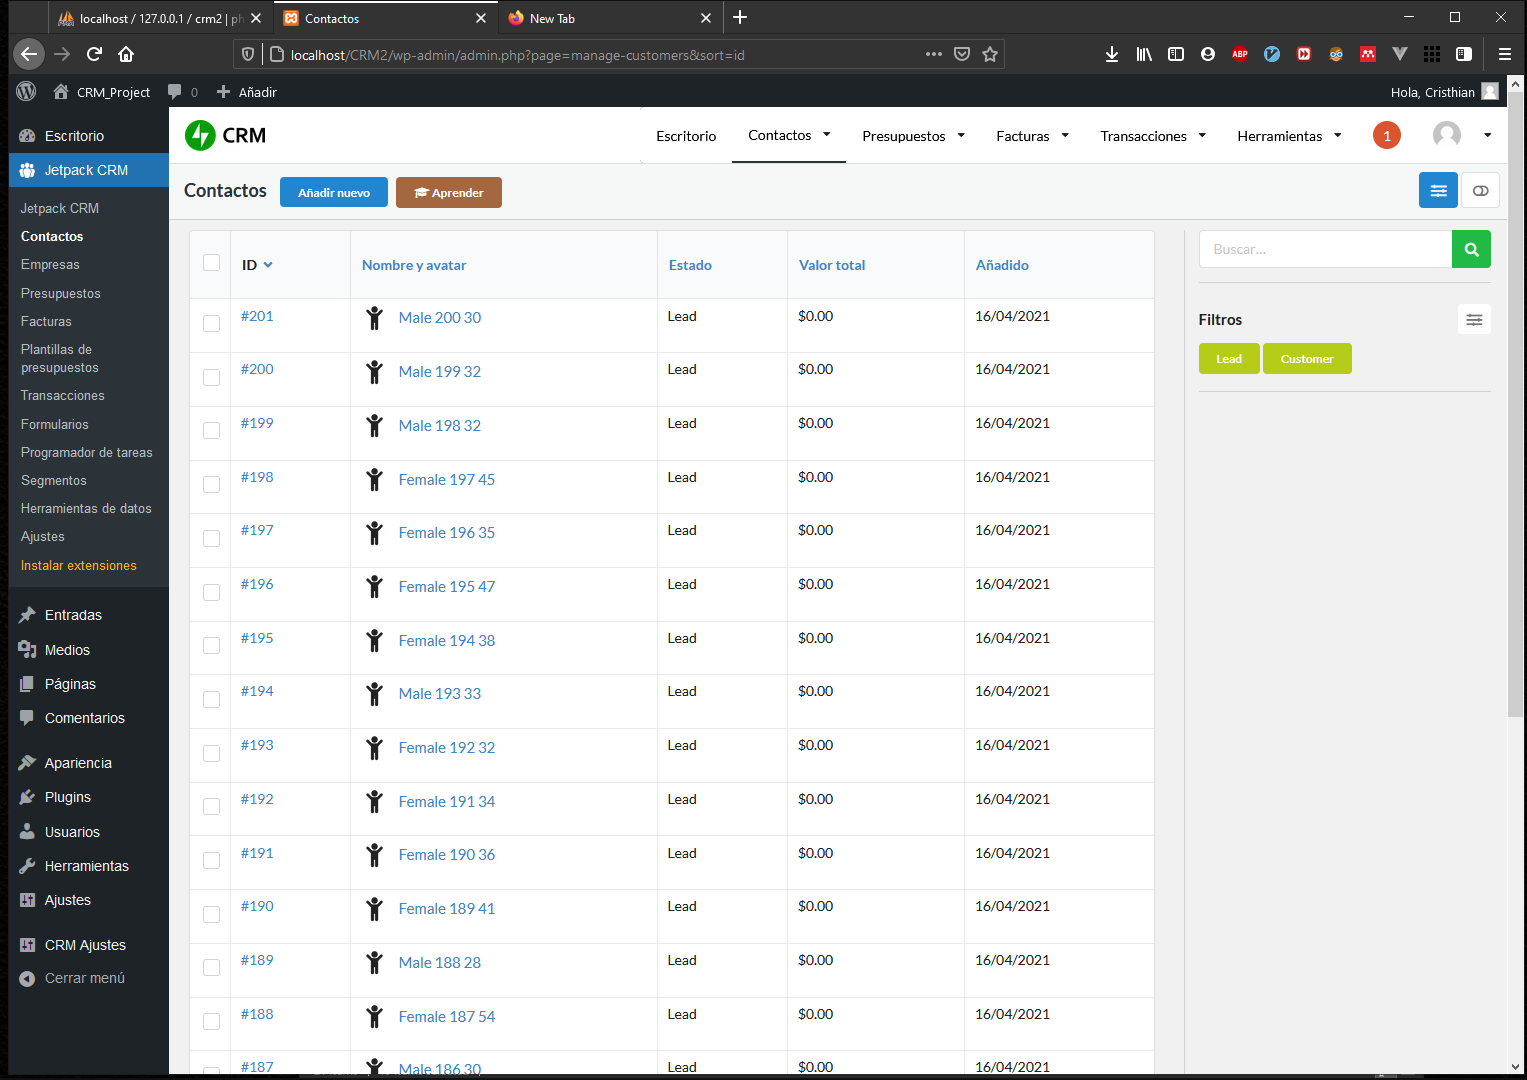 localhost / 127.0.0.1 / crm2 | ph
Contactos
New Tab
localhost/CRM2/wp-admin/admin.php?page=manage-customers&sort=id
ABP
CRM_Project
0
Añadir
Hola, Cristhian
Escritorio
Jetpack CRM
Jetpack CRM
Contactos
Empresas
Presupuestos
Facturas
Plantillas de
presupuestos
Transacciones
Formularios
Programador de tareas
Segmentos
Herramientas de datos
Ajustes
Instalar extensiones
Entradas
Medios
Páginas
Comentarios
Apariencia
Plugins
Usuarios
Herramientas
Ajustes
CRM Ajustes
Cerrar menú
CRM
Escritorio
Contactos
Presupuestos
Facturas
Transacciones
Herramientas
1
Contactos
Añadir nuevo
Aprender
ID Nombre y avatar Estado Valor total Añadido
#201 Male 200 30 Lead $0.00 16/04/2021
#200 Male 199 32 Lead $0.00 16/04/2021
#199 Male 198 32 Lead $0.00 16/04/2021
#198 Female 197 45 Lead $0.00 16/04/2021
#197 Female 196 35 Lead $0.00 16/04/2021
#196 Female 195 47 Lead $0.00 16/04/2021
#195 Female 194 38 Lead $0.00 16/04/2021
#194 Male 193 33 Lead $0.00 16/04/2021
#193 Female 192 32 Lead $0.00 16/04/2021
#192 Female 191 34 Lead $0.00 16/04/2021
#191 Female 190 36 Lead $0.00 16/04/2021
#190 Female 189 41 Lead $0.00 16/04/2021
#189 Male 188 28 Lead $0.00 16/04/2021
#188 Female 187 54 Lead $0.00 16/04/2021
#187 Male 186 30 Lead $0.00 16/04/2021
Buscar...
Filtros
Lead
Customer